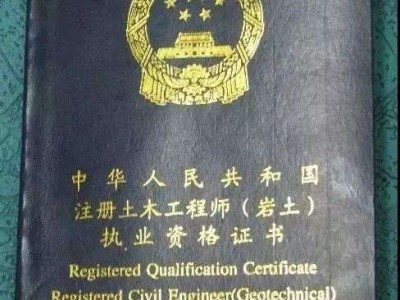 中华人民共和国
注册土木工程师（岩土）
执业资格证书
Registered Qualification Certificate
Registered Civil Engineer(Geotechnical)